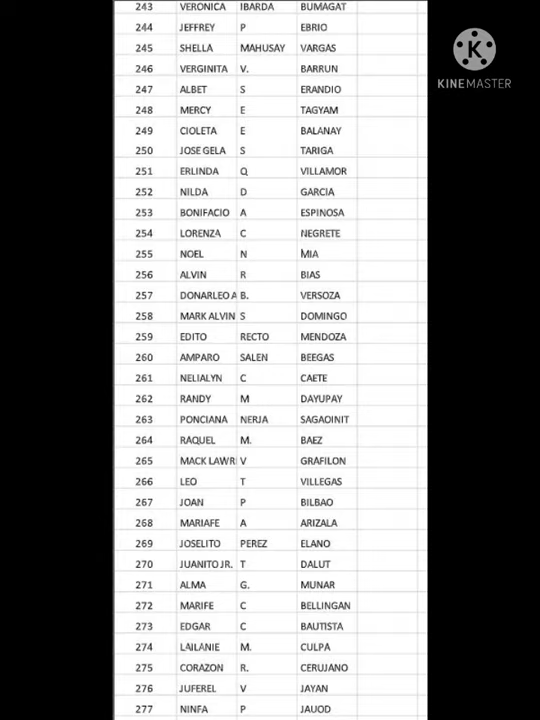 243 VERONICA IBARDA BUMAGAT
244 JEFFREY P EBRIO
245 SHELLA MAHUSAY VARGAS
246 VERGINITA V. BARRUN
247 ALBET S ERANDIO
248 MERCY E TAGYAM
249 CIOLETA E BALANAY
250 JOSE GELA S TARIGA
251 ERLINDA Q VILLAMOR
252 NILDA D GARCIA
253 BONIFACIO A ESPINOSA
254 LORENZA C NEGRETE
255 NOEL N MIA
256 ALVIN R BIAS
257 DONARLEO A B. VERSOZA
258 MARK ALVIN S DOMINGO
259 EDITO RECTO MENDOZA
260 AMPARO SALEN BEEGAS
261 NELIALYN C CAETE
262 RANDY M DAYUPAY
263 PONCIANA NERJA SAGAOINIT
264 RAQUEL M. BAEZ
265 MACK LAWRI V GRAFILON
266 LEO T VILLEGAS
267 JOAN P BILBAO
268 MARIAFE A ARIZALA
269 JOSELITO PEREZ ELANO
270 JUANITO JR. T DALUT
271 ALMA G. MUNAR
272 MARIFE C BELLINGAN
273 EDGAR C BAUTISTA
274 LAILANIE M. CULPA
275 CORAZON R. CERUJANO
276 JUFEREL V JAYAN
277 NINFA P JAUOD
KINEMASTER